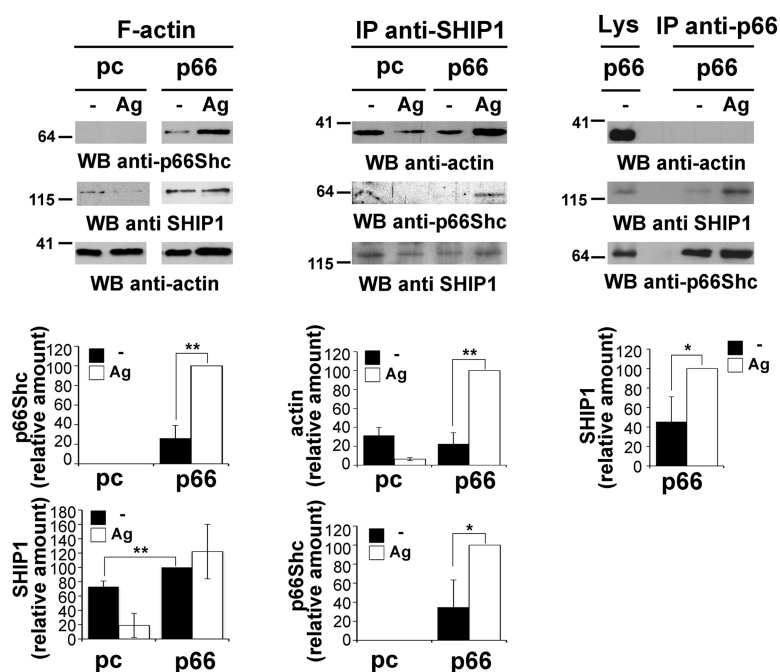 F-actin
pc p66
- Ag - Ag
64
WB anti-p66Shc
115
WB anti SHIP1
41
WB anti-actin
p66Shc
(relative amount)
120
100
80
60
40
20
0
-
Ag
**
pc p66
SHIP1
(relative amount)
180
160
140
120
100
80
60
40
20
0
-
Ag
**
pc p66
IP anti-SHIP1
pc p66
- Ag - Ag
41
WB anti-actin
64
WB anti-p66Shc
115
WB anti SHIP1
actin
(relative amount)
120
100
80
60
40
20
0
-
Ag
**
pc p66
p66Shc
(relative amount)
120
100
80
60
40
20
0
-
Ag
*
pc p66
Lys IP anti-p66
p66 p66
- - Ag
41
WB anti-actin
115
WB anti SHIP1
64
WB anti-p66Shc
SHIP1
(relative amount)
120
100
80
60
40
20
0
-
Ag
*
p66